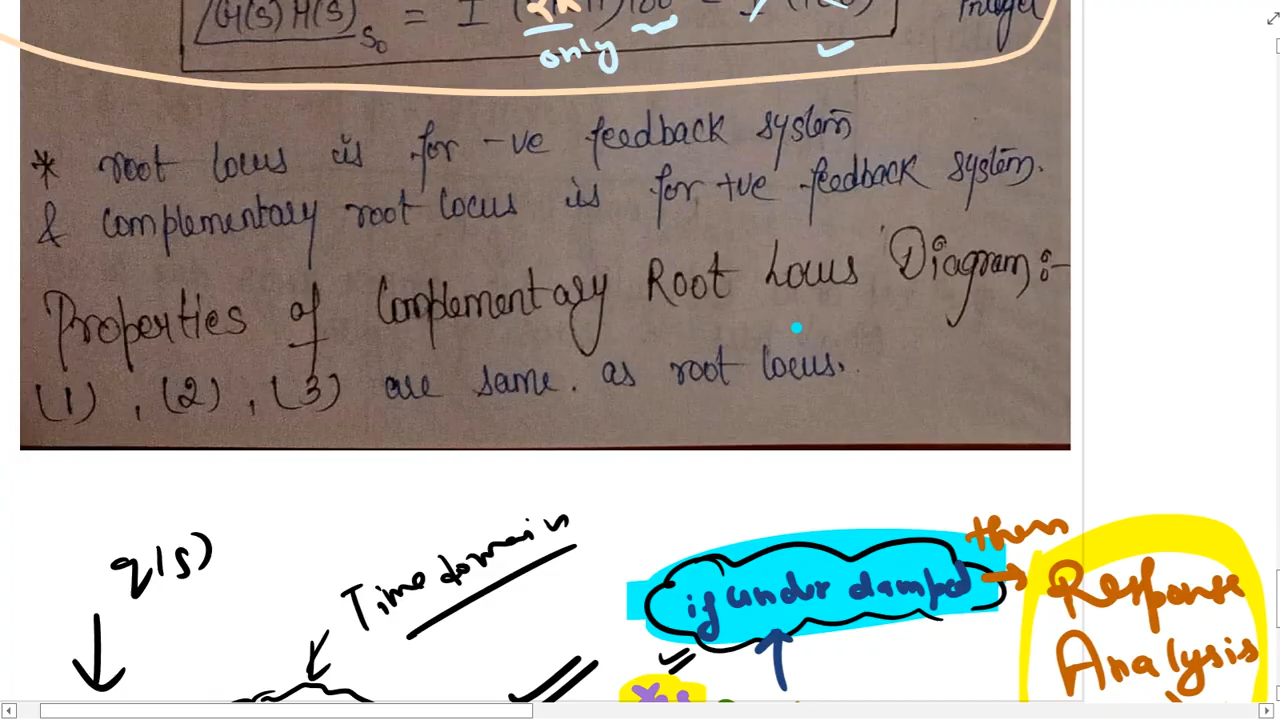 G(S) H(S) S₀ =
only
Integer
* root locus is for -ve feedback system
& complementary root locus is for +ve feedback system.
Properties of Complementary Root Locus Diagram:-
(1), (2), (3) are same as root locus.
q(s)
Time domain
if under damped
then
Response
Analysis